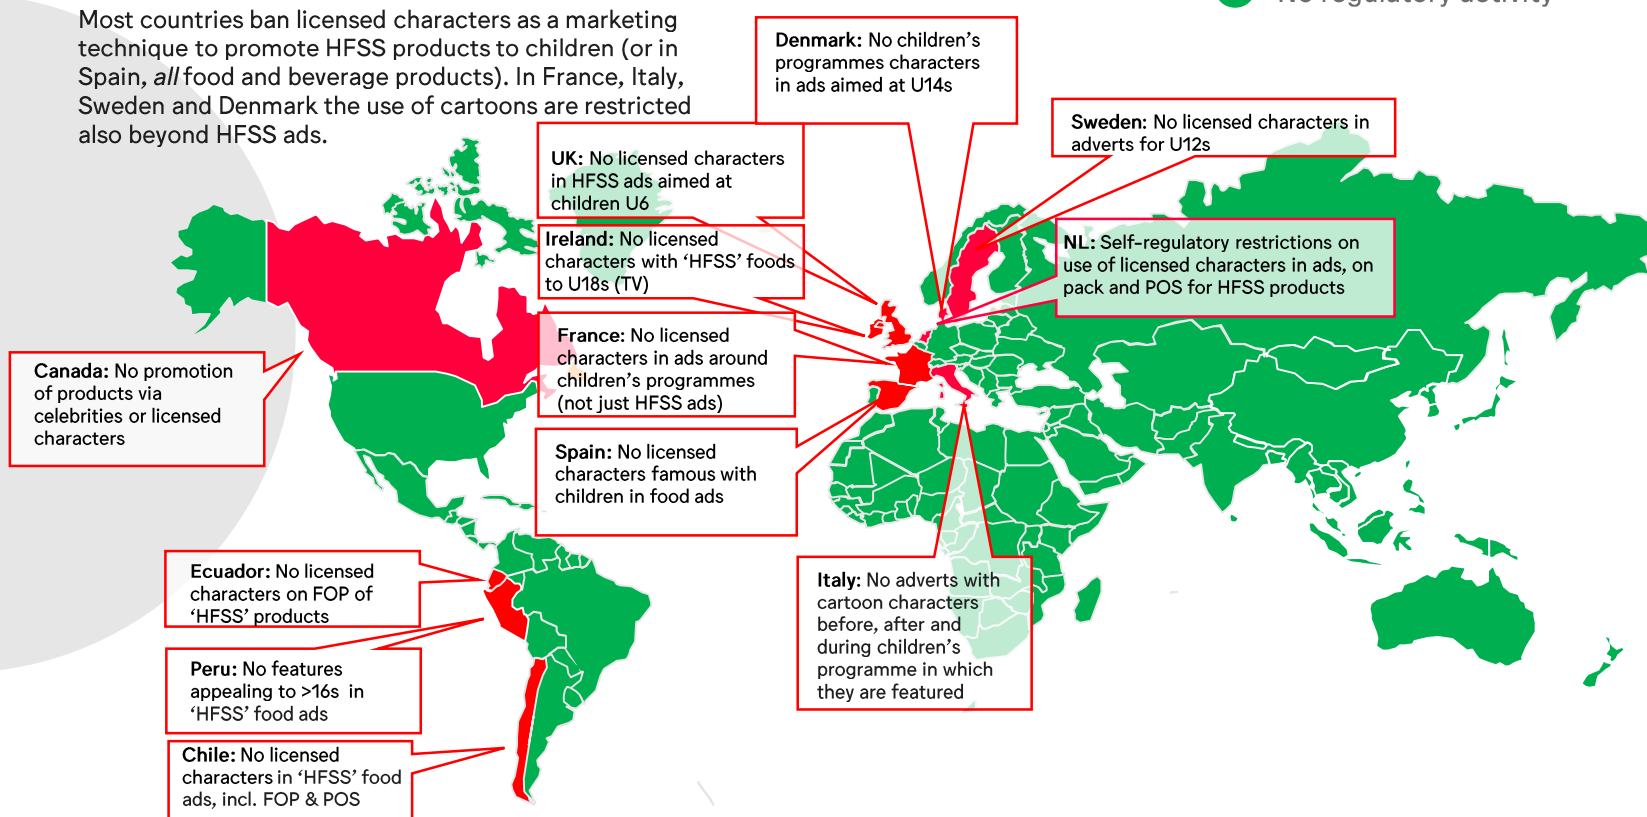 Most countries ban licensed characters as a marketing
technique to promote HFSS products to children (or in
Spain, all food and beverage products). In France, Italy,
Sweden and Denmark the use of cartoons are restricted
also beyond HFSS ads.
No regulatory activity
Denmark: No children's
programmes characters
in ads aimed at U14s
Sweden: No licensed characters in
adverts for U12s
UK: No licensed characters
in HFSS ads aimed at
children U6
Ireland: No licensed
characters with ‘HFSS’ foods
to U18s (TV)
NL: Self-regulatory restrictions on
use of licensed characters in ads, on
pack and POS for HFSS products
France: No licensed
characters in ads around
children's programmes
(not just HFSS ads)
Canada: No promotion
of products via
celebrities or licensed
characters
Spain: No licensed
characters famous with
children in food ads
Ecuador: No licensed
characters on FOP of
‘HFSS’ products
Italy: No adverts with
cartoon characters
before, after and
during children's
programme in which
they are featured
Peru: No features
appealing to >16s in
‘HFSS’ food ads
Chile: No licensed
characters in ‘HFSS’ food
ads, incl. FOP & POS